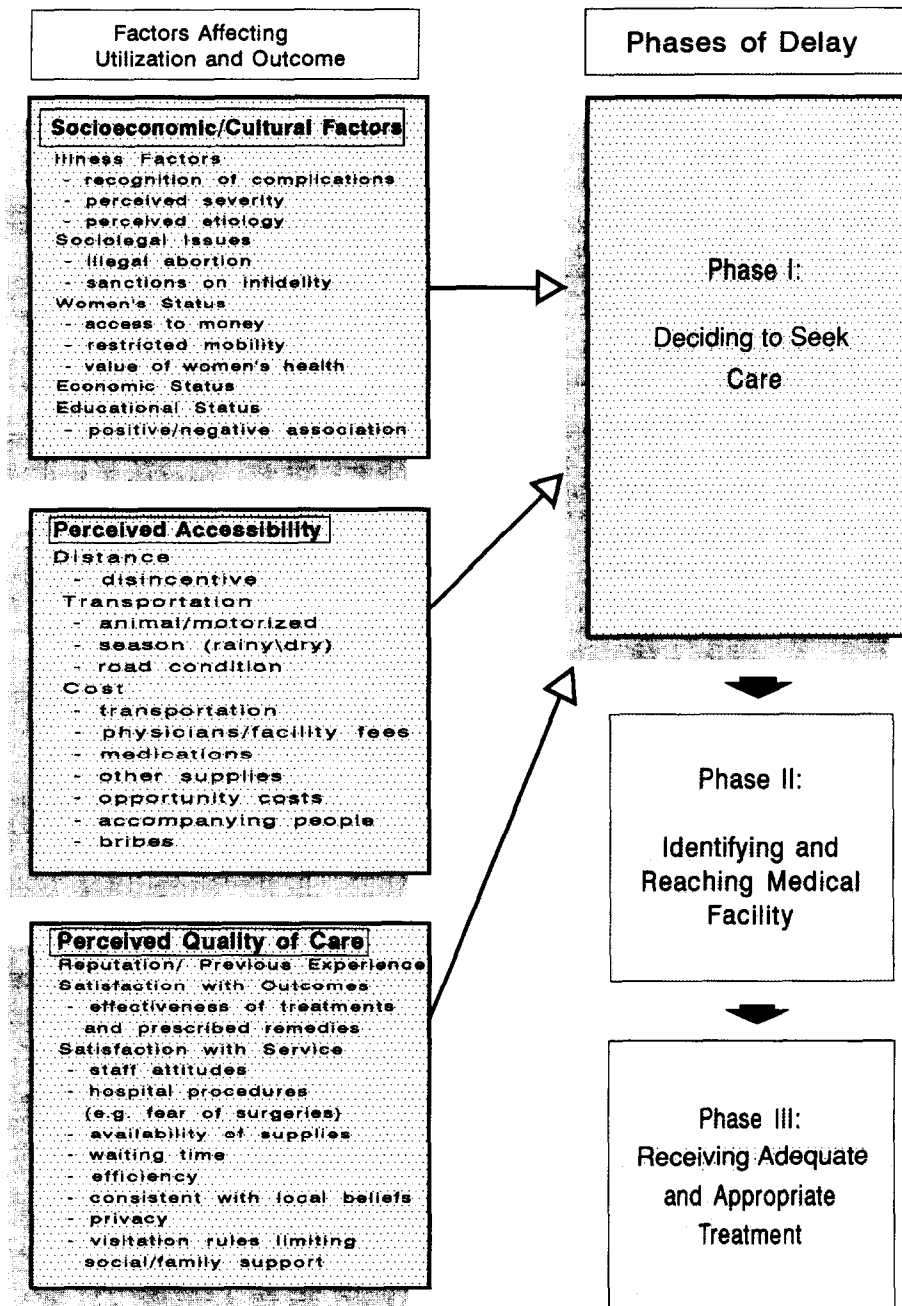 Factors Affecting
Utilization and Outcome
Socioeconomic/Cultural Factors
Illness Factors
- recognition of complications
- perceived severity
- perceived etiology
Sociolegal Issues
- illegal abortion
- sanctions on infidelity
Women's Status
- access to money
- restricted mobility
- value of women's health
Economic Status
Educational Status
- positive/negative association
Perceived Accessibility
Distance
- disincentive
Transportation
- animal/motorized
- season (rainy\dry)
- road condition
Cost
- transportation
- physicians/facility fees
- medications
- other supplies
- opportunity costs
- accompanying people
- bribes
Perceived Quality of Care
Reputation/ Previous Experience
Satisfaction with Outcomes
- effectiveness of treatments
and prescribed remedies
Satisfaction with Service
- staff attitudes
- hospital procedures
(e.g. fear of surgeries)
- availability of supplies
- waiting time
- efficiency
- consistent with local beliefs
- privacy
- visitation rules limiting
social/family support
Phases of Delay
Phase I:
Deciding to Seek
Care
Phase II:
Identifying and
Reaching Medical
Facility
Phase III:
Receiving Adequate
and Appropriate
Treatment